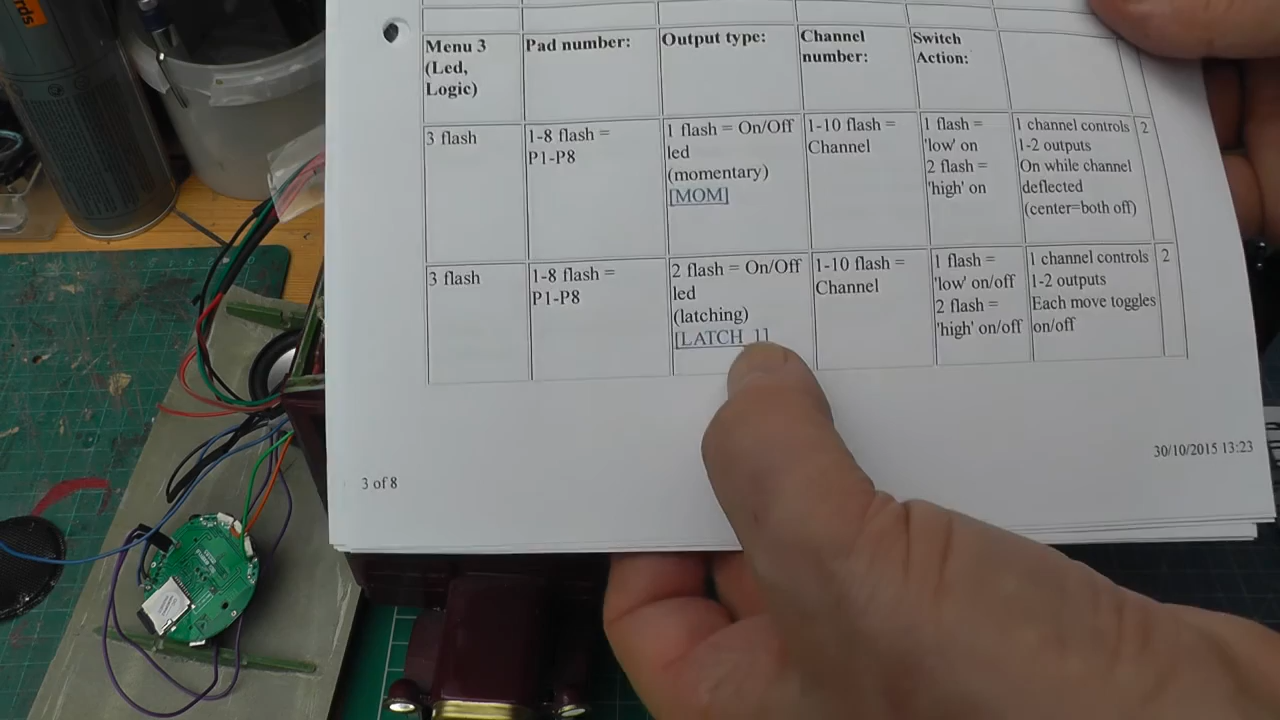 rds
Menu 3
(Led,
Logic)
Pad number:
Output type:
Channel
number:
Switch
Action:
3 flash
1-8 flash =
P1-P8
1 flash = On/Off
led
(momentary)
[MOM]
1-10 flash =
Channel
1 flash =
'low' on
2 flash =
'high' on
1 channel controls
1-2 outputs
On while channel
deflected
(center=both off)
2
3 flash
1-8 flash =
P1-P8
2 flash = On/Off
led
(latching)
[LATCH_1]
1-10 flash =
Channel
1 flash =
'low' on/off
2 flash =
'high' on/off
1 channel controls
1-2 outputs
Each move toggles
on/off
2
3 of 8
30/10/2015 13:23